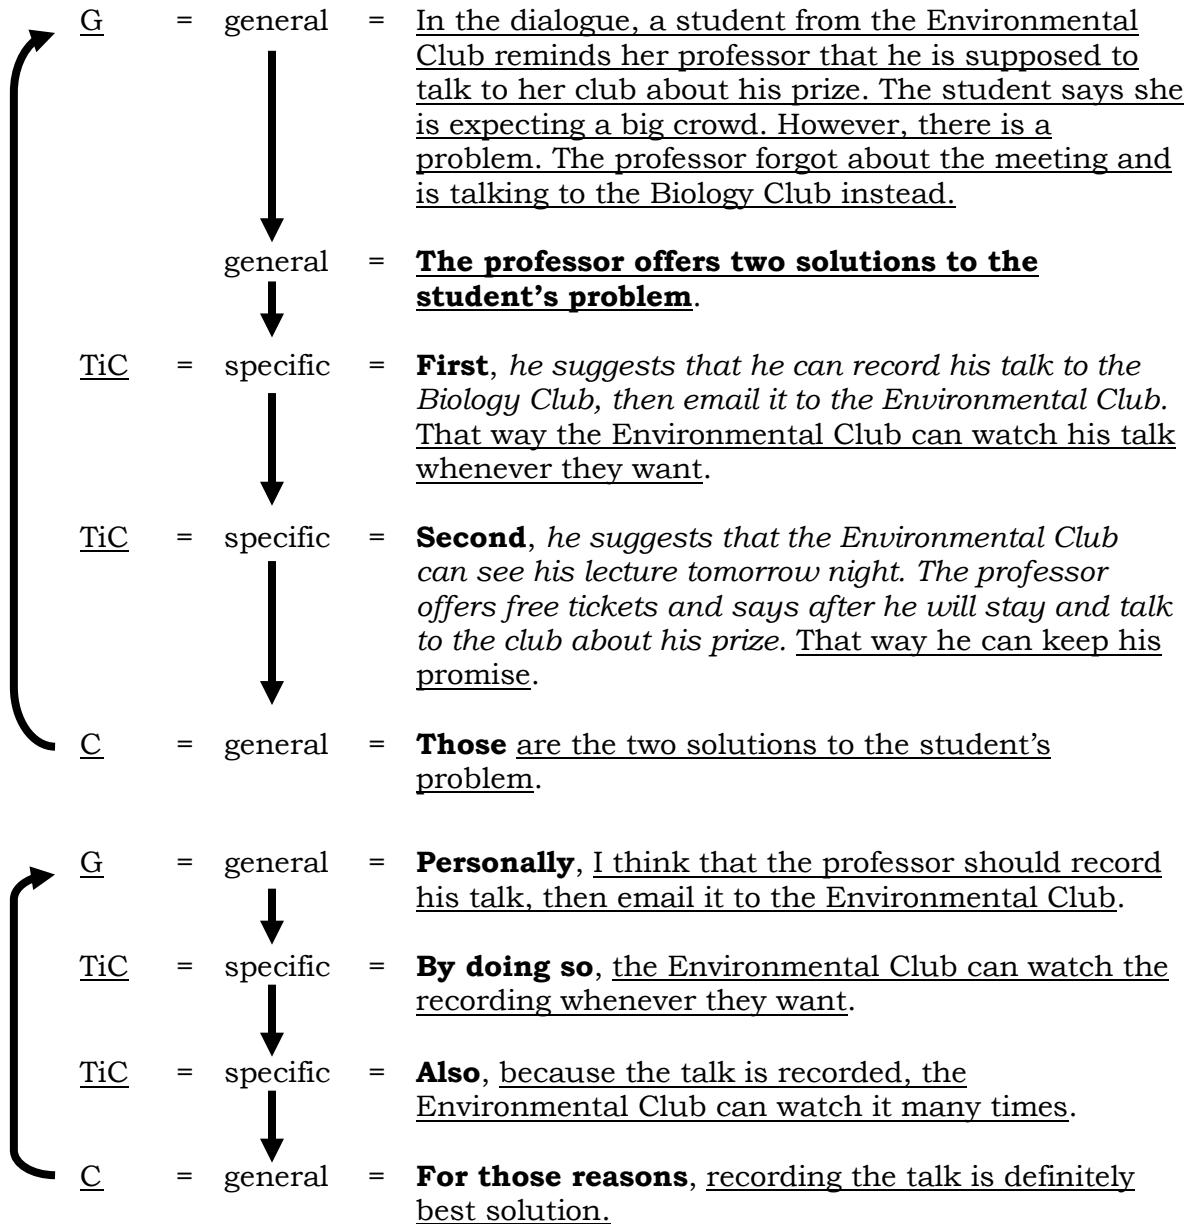 G = general = In the dialogue, a student from the Environmental
Club reminds her professor that he is supposed to
talk to her club about his prize. The student says she
is expecting a big crowd. However, there is a
problem. The professor forgot about the meeting and
is talking to the Biology Club instead.
general = The professor offers two solutions to the
student’s problem.
TiC = specific = First, he suggests that he can record his talk to the
Biology Club, then email it to the Environmental Club.
That way the Environmental Club can watch his talk
whenever they want.
TiC = specific = Second, he suggests that the Environmental Club
can see his lecture tomorrow night. The professor
offers free tickets and says after he will stay and talk
to the club about his prize. That way he can keep his
promise.
C = general = Those are the two solutions to the student’s
problem.
G = general = Personally, I think that the professor should record
his talk, then email it to the Environmental Club.
TiC = specific = By doing so, the Environmental Club can watch the
recording whenever they want.
TiC = specific = Also, because the talk is recorded, the
Environmental Club can watch it many times.
C = general = For those reasons, recording the talk is definitely
best solution.